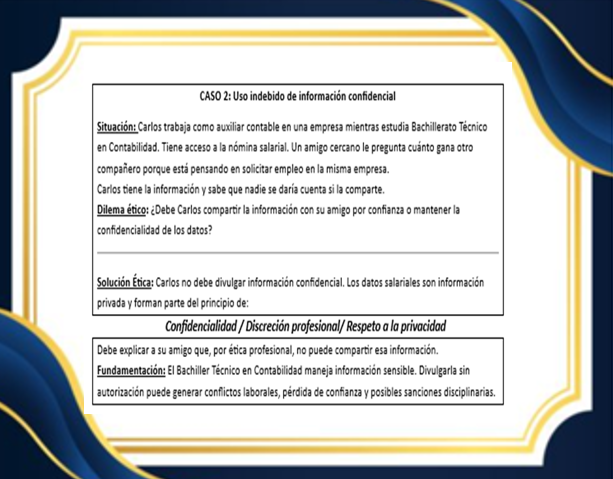 CASO 2: Uso indebido de información confidencial
Situación: Carlos trabaja como auxiliar contable en una empresa mientras estudia Bachillerato Técnico
en Contabilidad. Tiene acceso a la nómina salarial. Un amigo cercano le pregunta cuánto gana otro
compañero porque está pensando en solicitar empleo en la misma empresa.
Carlos tiene la información y sabe que nadie se daría cuenta si la comparte.
Dilema ético: ¿Debe Carlos compartir la información con su amigo por confianza o mantener la
confidencialidad de los datos?
Solución Ética: Carlos no debe divulgar información confidencial. Los datos salariales son información
privada y forman parte del principio de:
Confidencialidad / Discreción profesional/ Respeto a la privacidad
Debe explicar a su amigo que, por ética profesional, no puede compartir esa información.
Fundamentación: El Bachiller Técnico en Contabilidad maneja información sensible. Divulgarla sin
autorización puede generar conflictos laborales, pérdida de confianza y posibles sanciones disciplinarias.